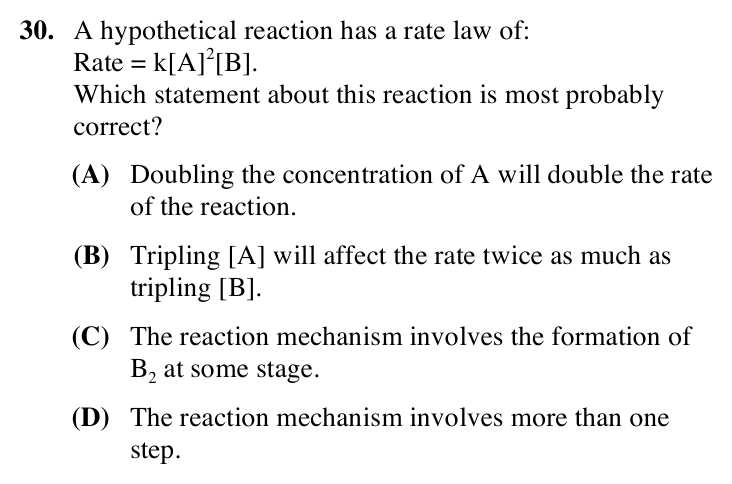 30. A hypothetical reaction has a rate law of:
Rate = k[A]²[B].
Which statement about this reaction is most probably
correct?
(A) Doubling the concentration of A will double the rate
of the reaction.
(B) Tripling [A] will affect the rate twice as much as
tripling [B].
(C) The reaction mechanism involves the formation of
B₂ at some stage.
(D) The reaction mechanism involves more than one
step.